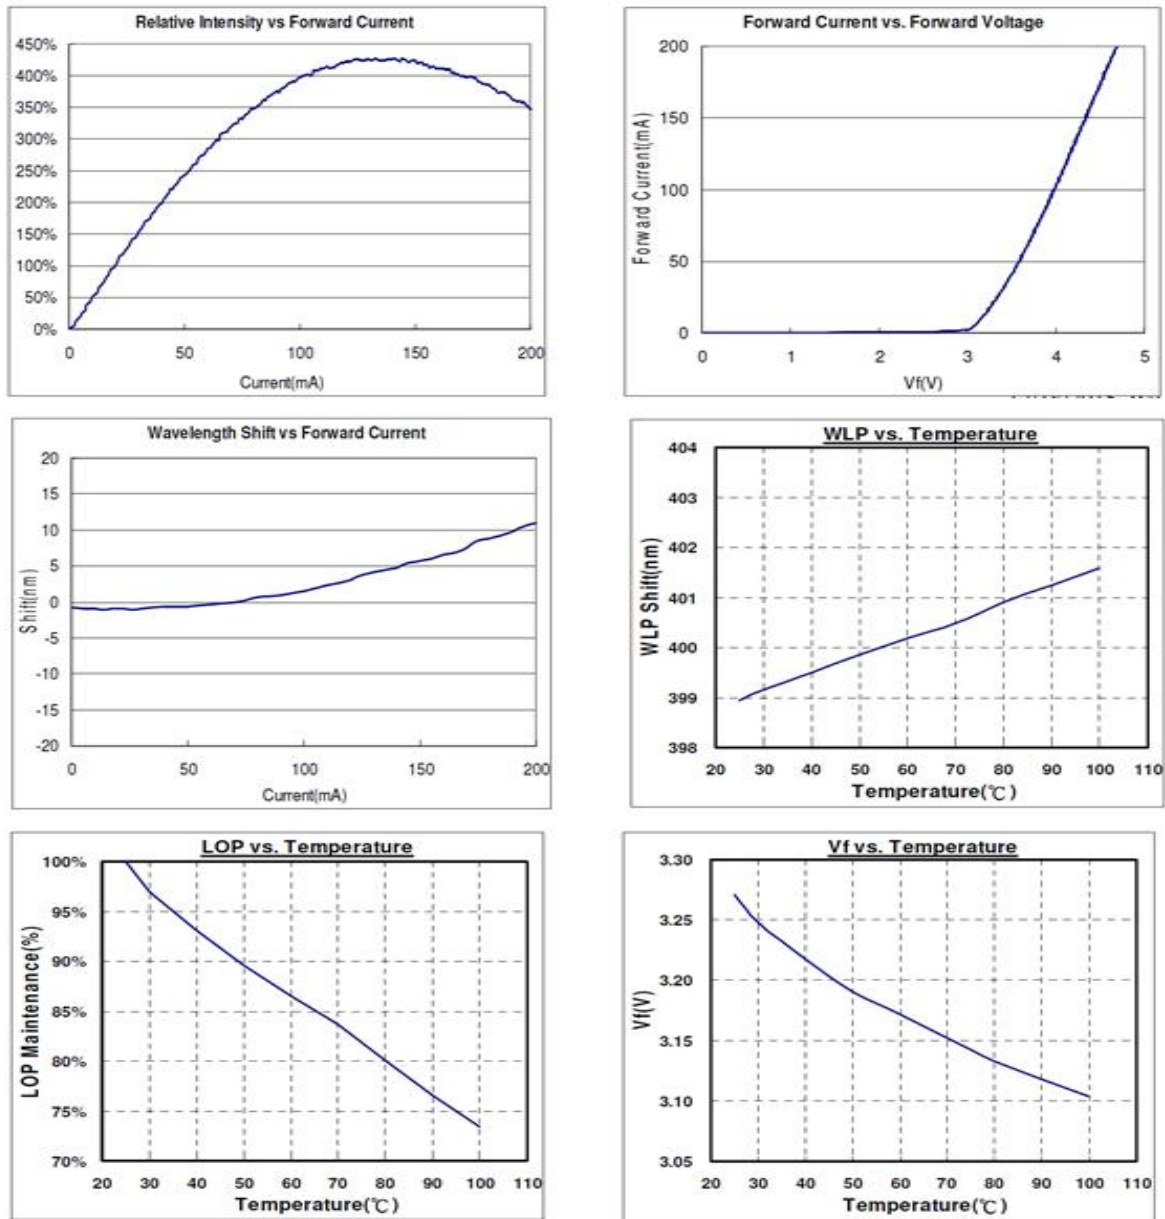 Relative Intensity vs Forward Current
450%
400%
350%
300%
250%
200%
150%
100%
50%
0%
0 50 100 150 200
Current(mA)
Forward Current vs. Forward Voltage
Forward Current(mA)
200
150
100
50
0
0 1 2 3 4 5
Vf(V)
Wavelength Shift vs Forward Current
Shift(nm)
20
15
10
5
0
-5
-10
-15
-20
0 50 100 150 200
Current(mA)
WLP vs. Temperature
WLP Shift(nm)
404
403
402
401
400
399
398
20 30 40 50 60 70 80 90 100 110
Temperature(℃)
LOP vs. Temperature
LOP Maintenance(%)
100%
95%
90%
85%
80%
75%
70%
20 30 40 50 60 70 80 90 100 110
Temperature(℃)
Vf vs. Temperature
Vf(V)
3.30
3.25
3.20
3.15
3.10
3.05
20 30 40 50 60 70 80 90 100 110
Temperature(℃)